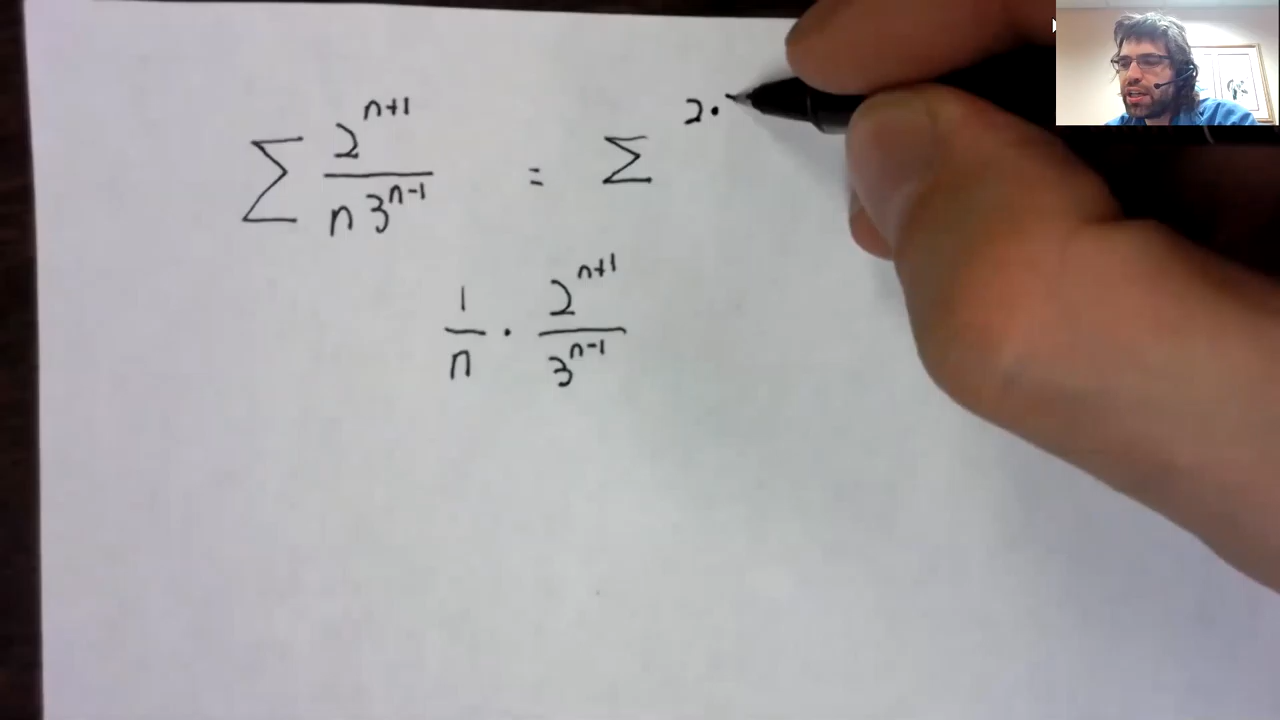 ∑ 2^{n+1} / (n 3^{n-1}) = ∑ 2·
1/n · 2^{n+1} / 3^{n-1}